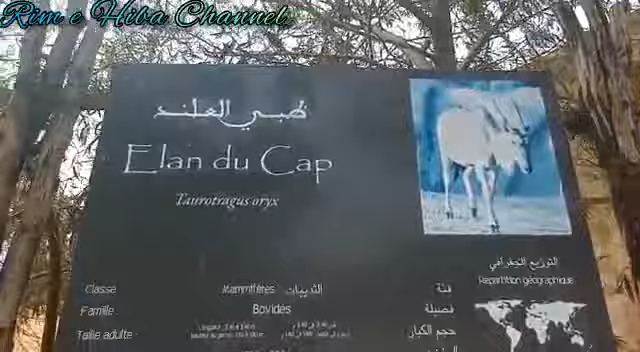 Rim e Hiba Channel
ظبي العلند
Elan du Cap
Taurotragus oryx
التوزيع الجغرافي
Répartition géographique
Classe Mammifères الثدييات فئة
Famille Bovidés فصيلة
Taille adulte حجم الكبار